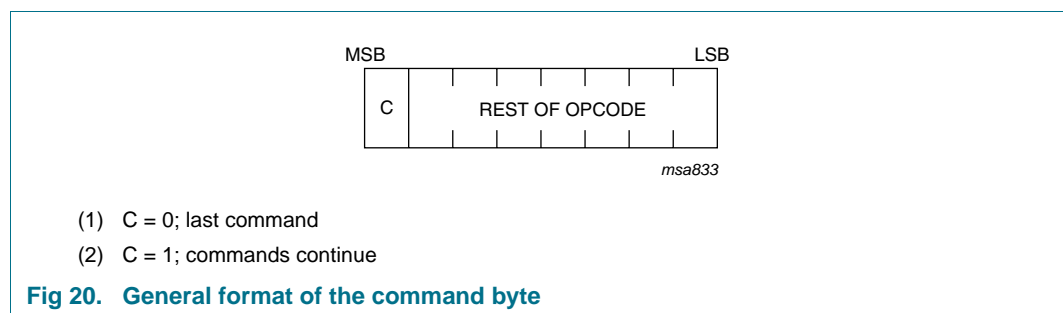 MSB LSB
C REST OF OPCODE
msa833
(1) C = 0; last command
(2) C = 1; commands continue
Fig 20. General format of the command byte